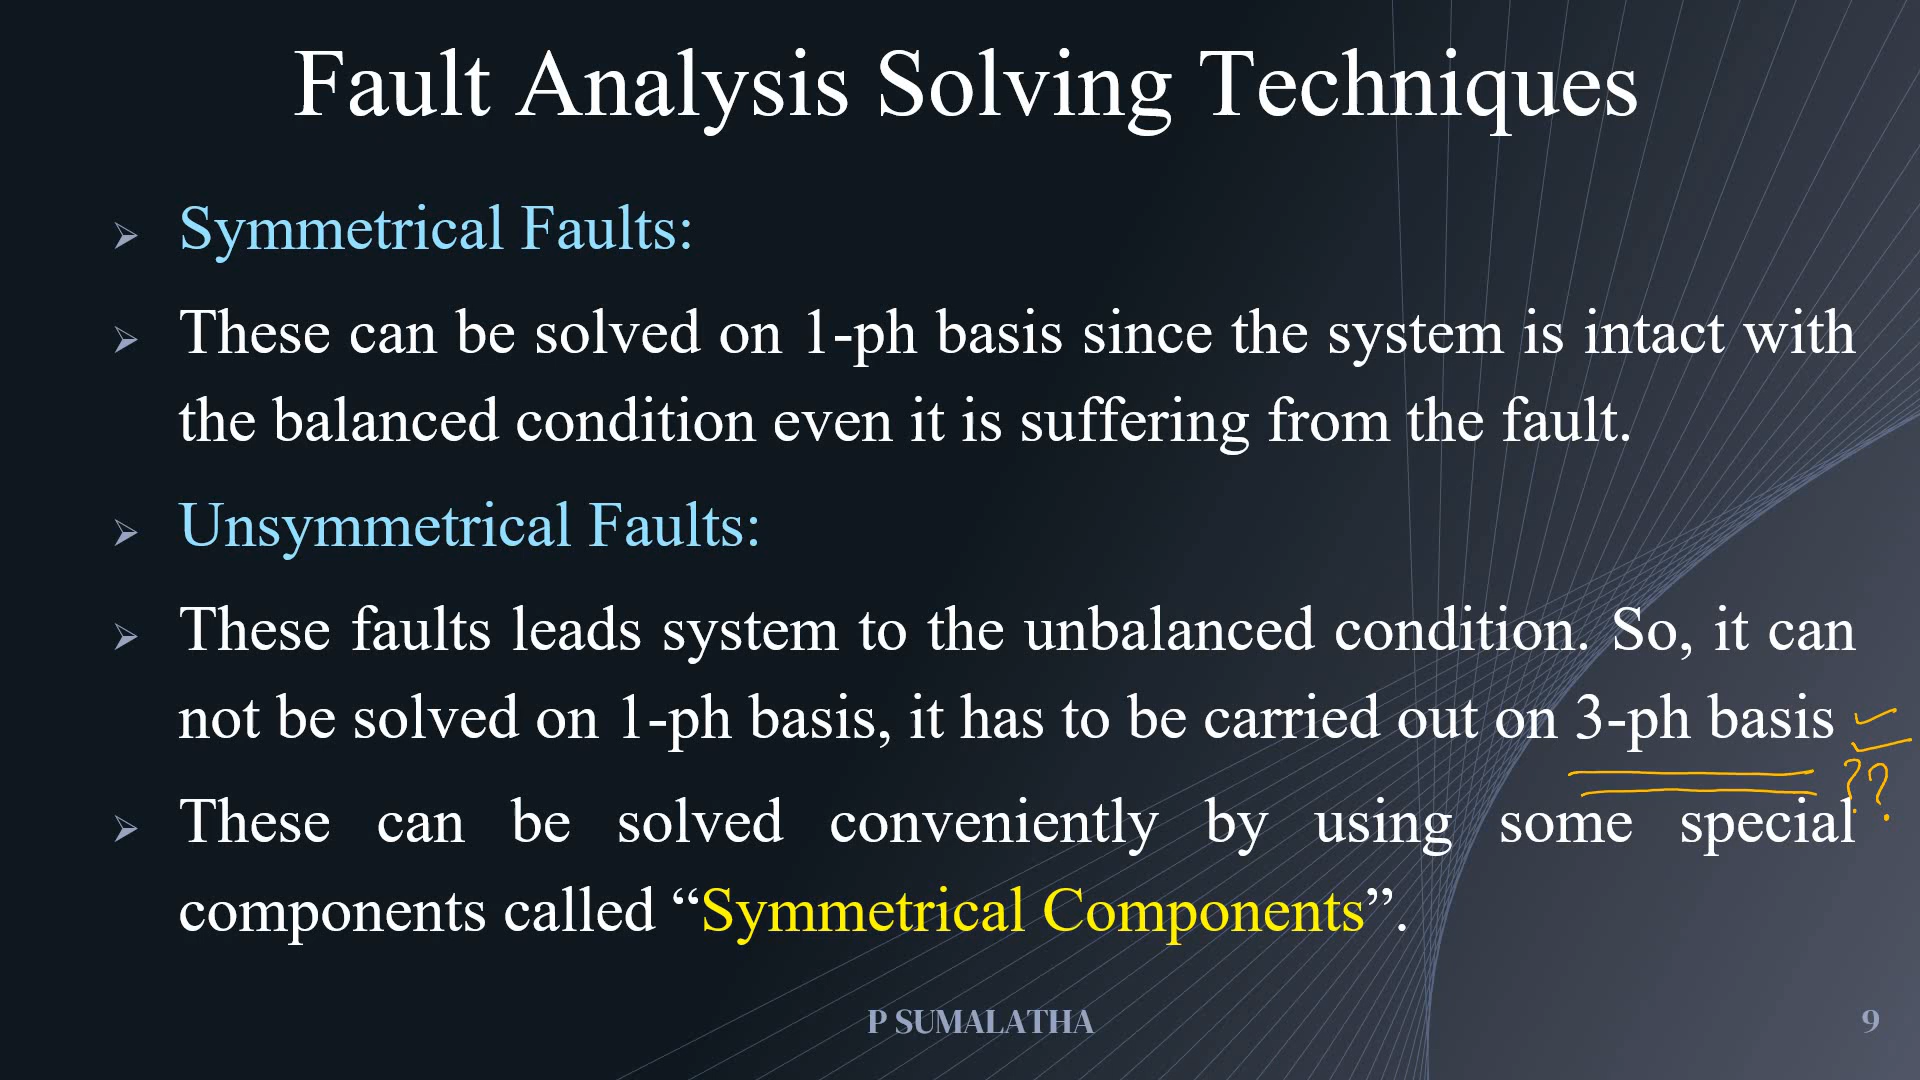 Fault Analysis Solving Techniques
Symmetrical Faults:
These can be solved on 1-ph basis since the system is intact with
the balanced condition even it is suffering from the fault.
Unsymmetrical Faults:
These faults leads system to the unbalanced condition. So, it can
not be solved on 1-ph basis, it has to be carried out on 3-ph basis
??
These can be solved conveniently by using some special
components called “Symmetrical Components”.
P SUMALATHA
9